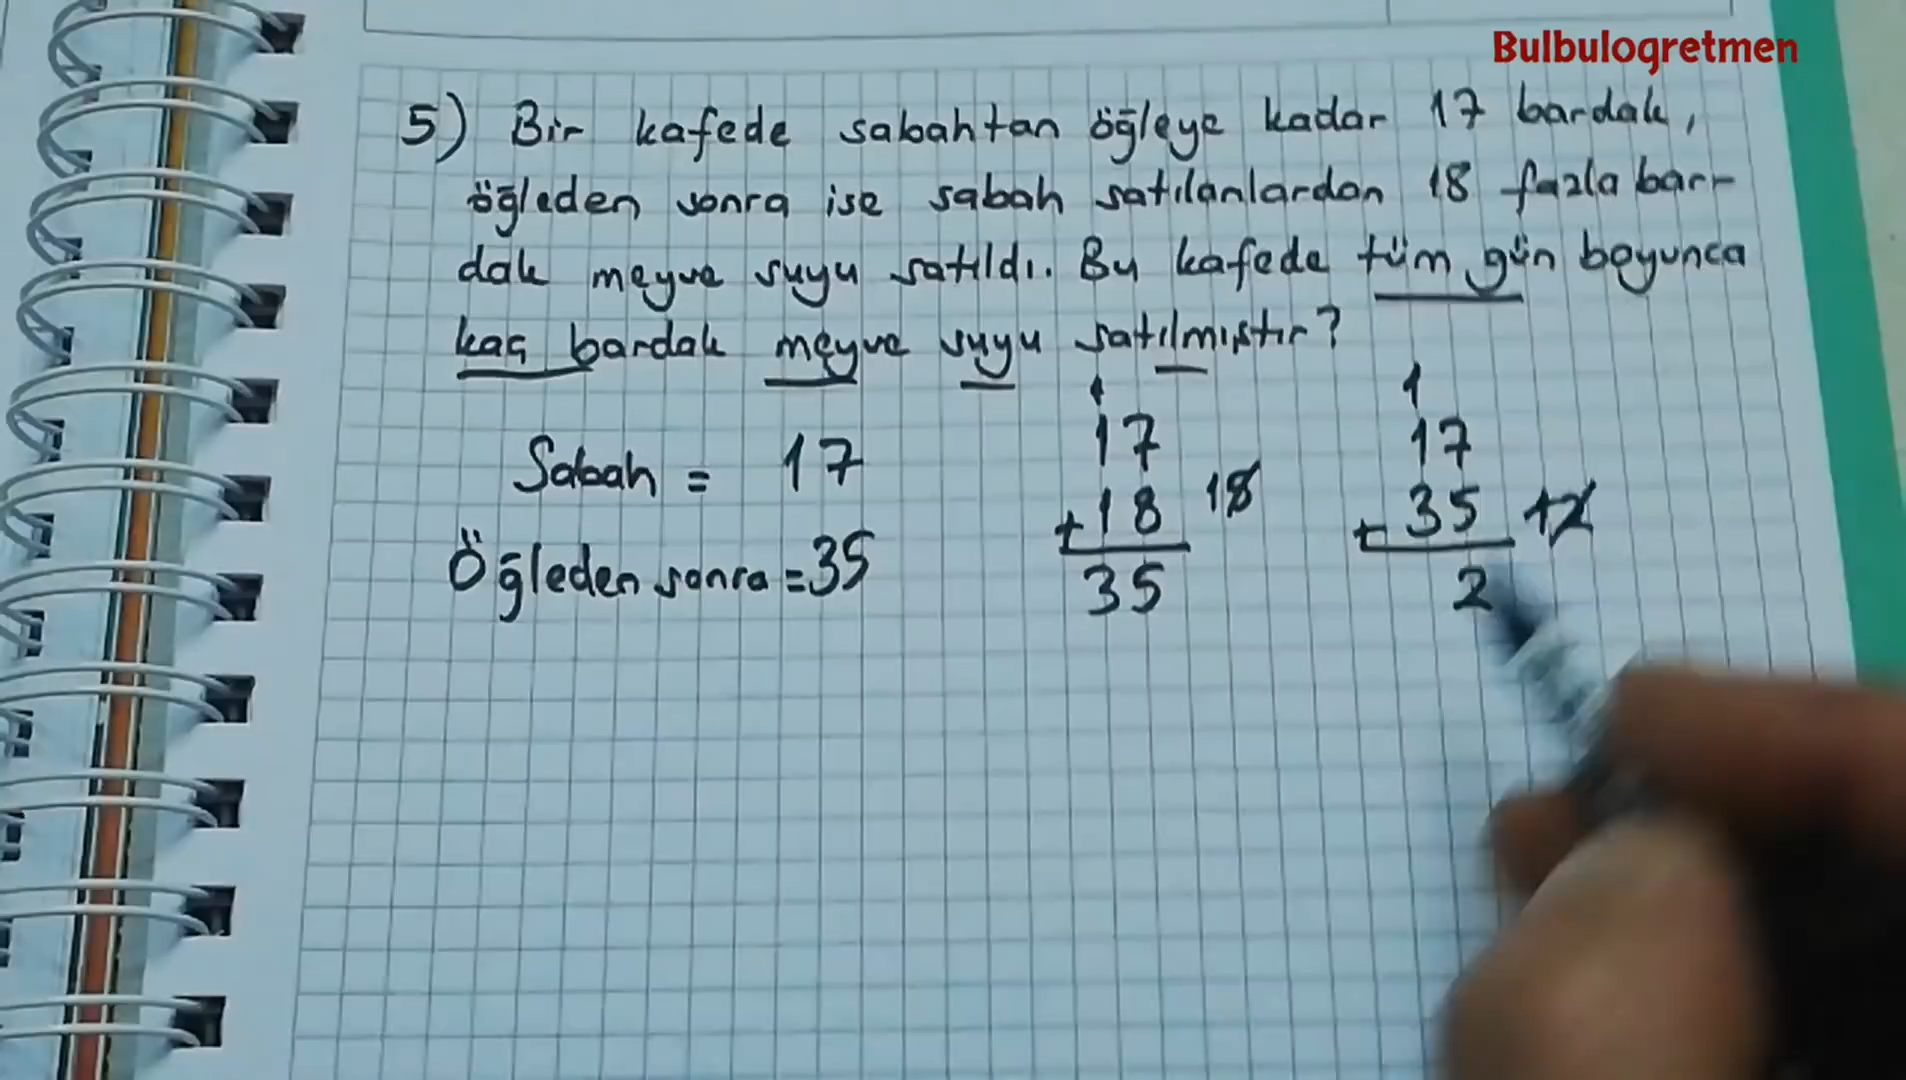 Bulbulogretmen
5) Bir kafede sabahtan öğleye kadar 17 bardak,
öğleden sonra ise sabah satılanlardan 18 fazla bar-
dak meyve suyu satıldı. Bu kafede tüm gün boyunca
kaç bardak meyve suyu satılmıştır?
Sabah = 17
Öğleden sonra = 35
1
17
+18 18
35
1
17
+ 35 12
2